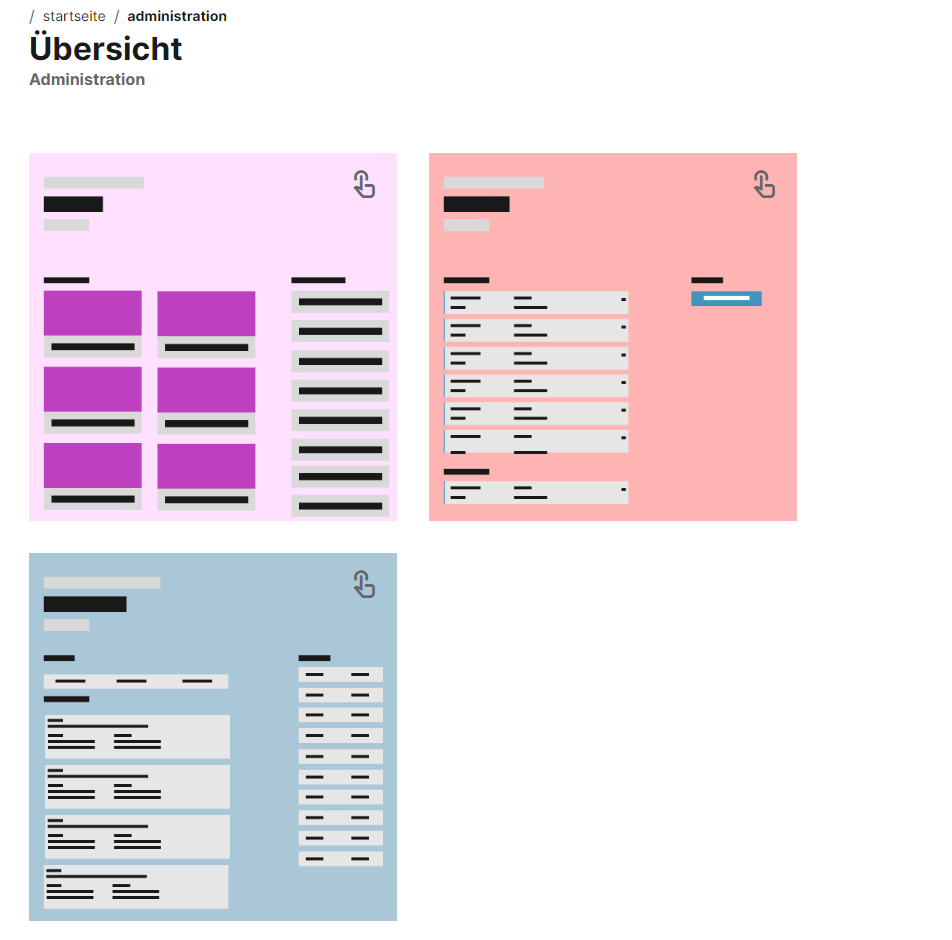 / startseite / administration
Übersicht
Administration